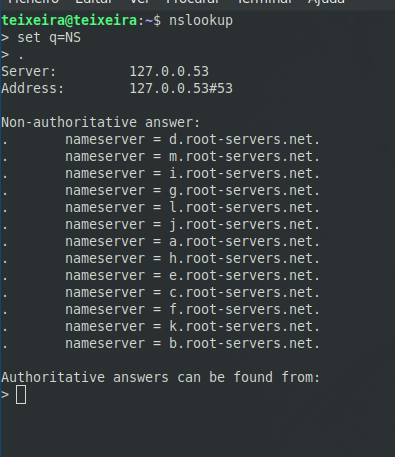 Ficheiro Editar Ver Procurar Terminal Ajuda
teixeira@teixeira:~$ nslookup
> set q=NS
> .
Server: 127.0.0.53
Address: 127.0.0.53#53
Non-authoritative answer:
. nameserver = d.root-servers.net.
. nameserver = m.root-servers.net.
. nameserver = i.root-servers.net.
. nameserver = g.root-servers.net.
. nameserver = l.root-servers.net.
. nameserver = j.root-servers.net.
. nameserver = a.root-servers.net.
. nameserver = h.root-servers.net.
. nameserver = e.root-servers.net.
. nameserver = c.root-servers.net.
. nameserver = f.root-servers.net.
. nameserver = k.root-servers.net.
. nameserver = b.root-servers.net.
Authoritative answers can be found from:
>